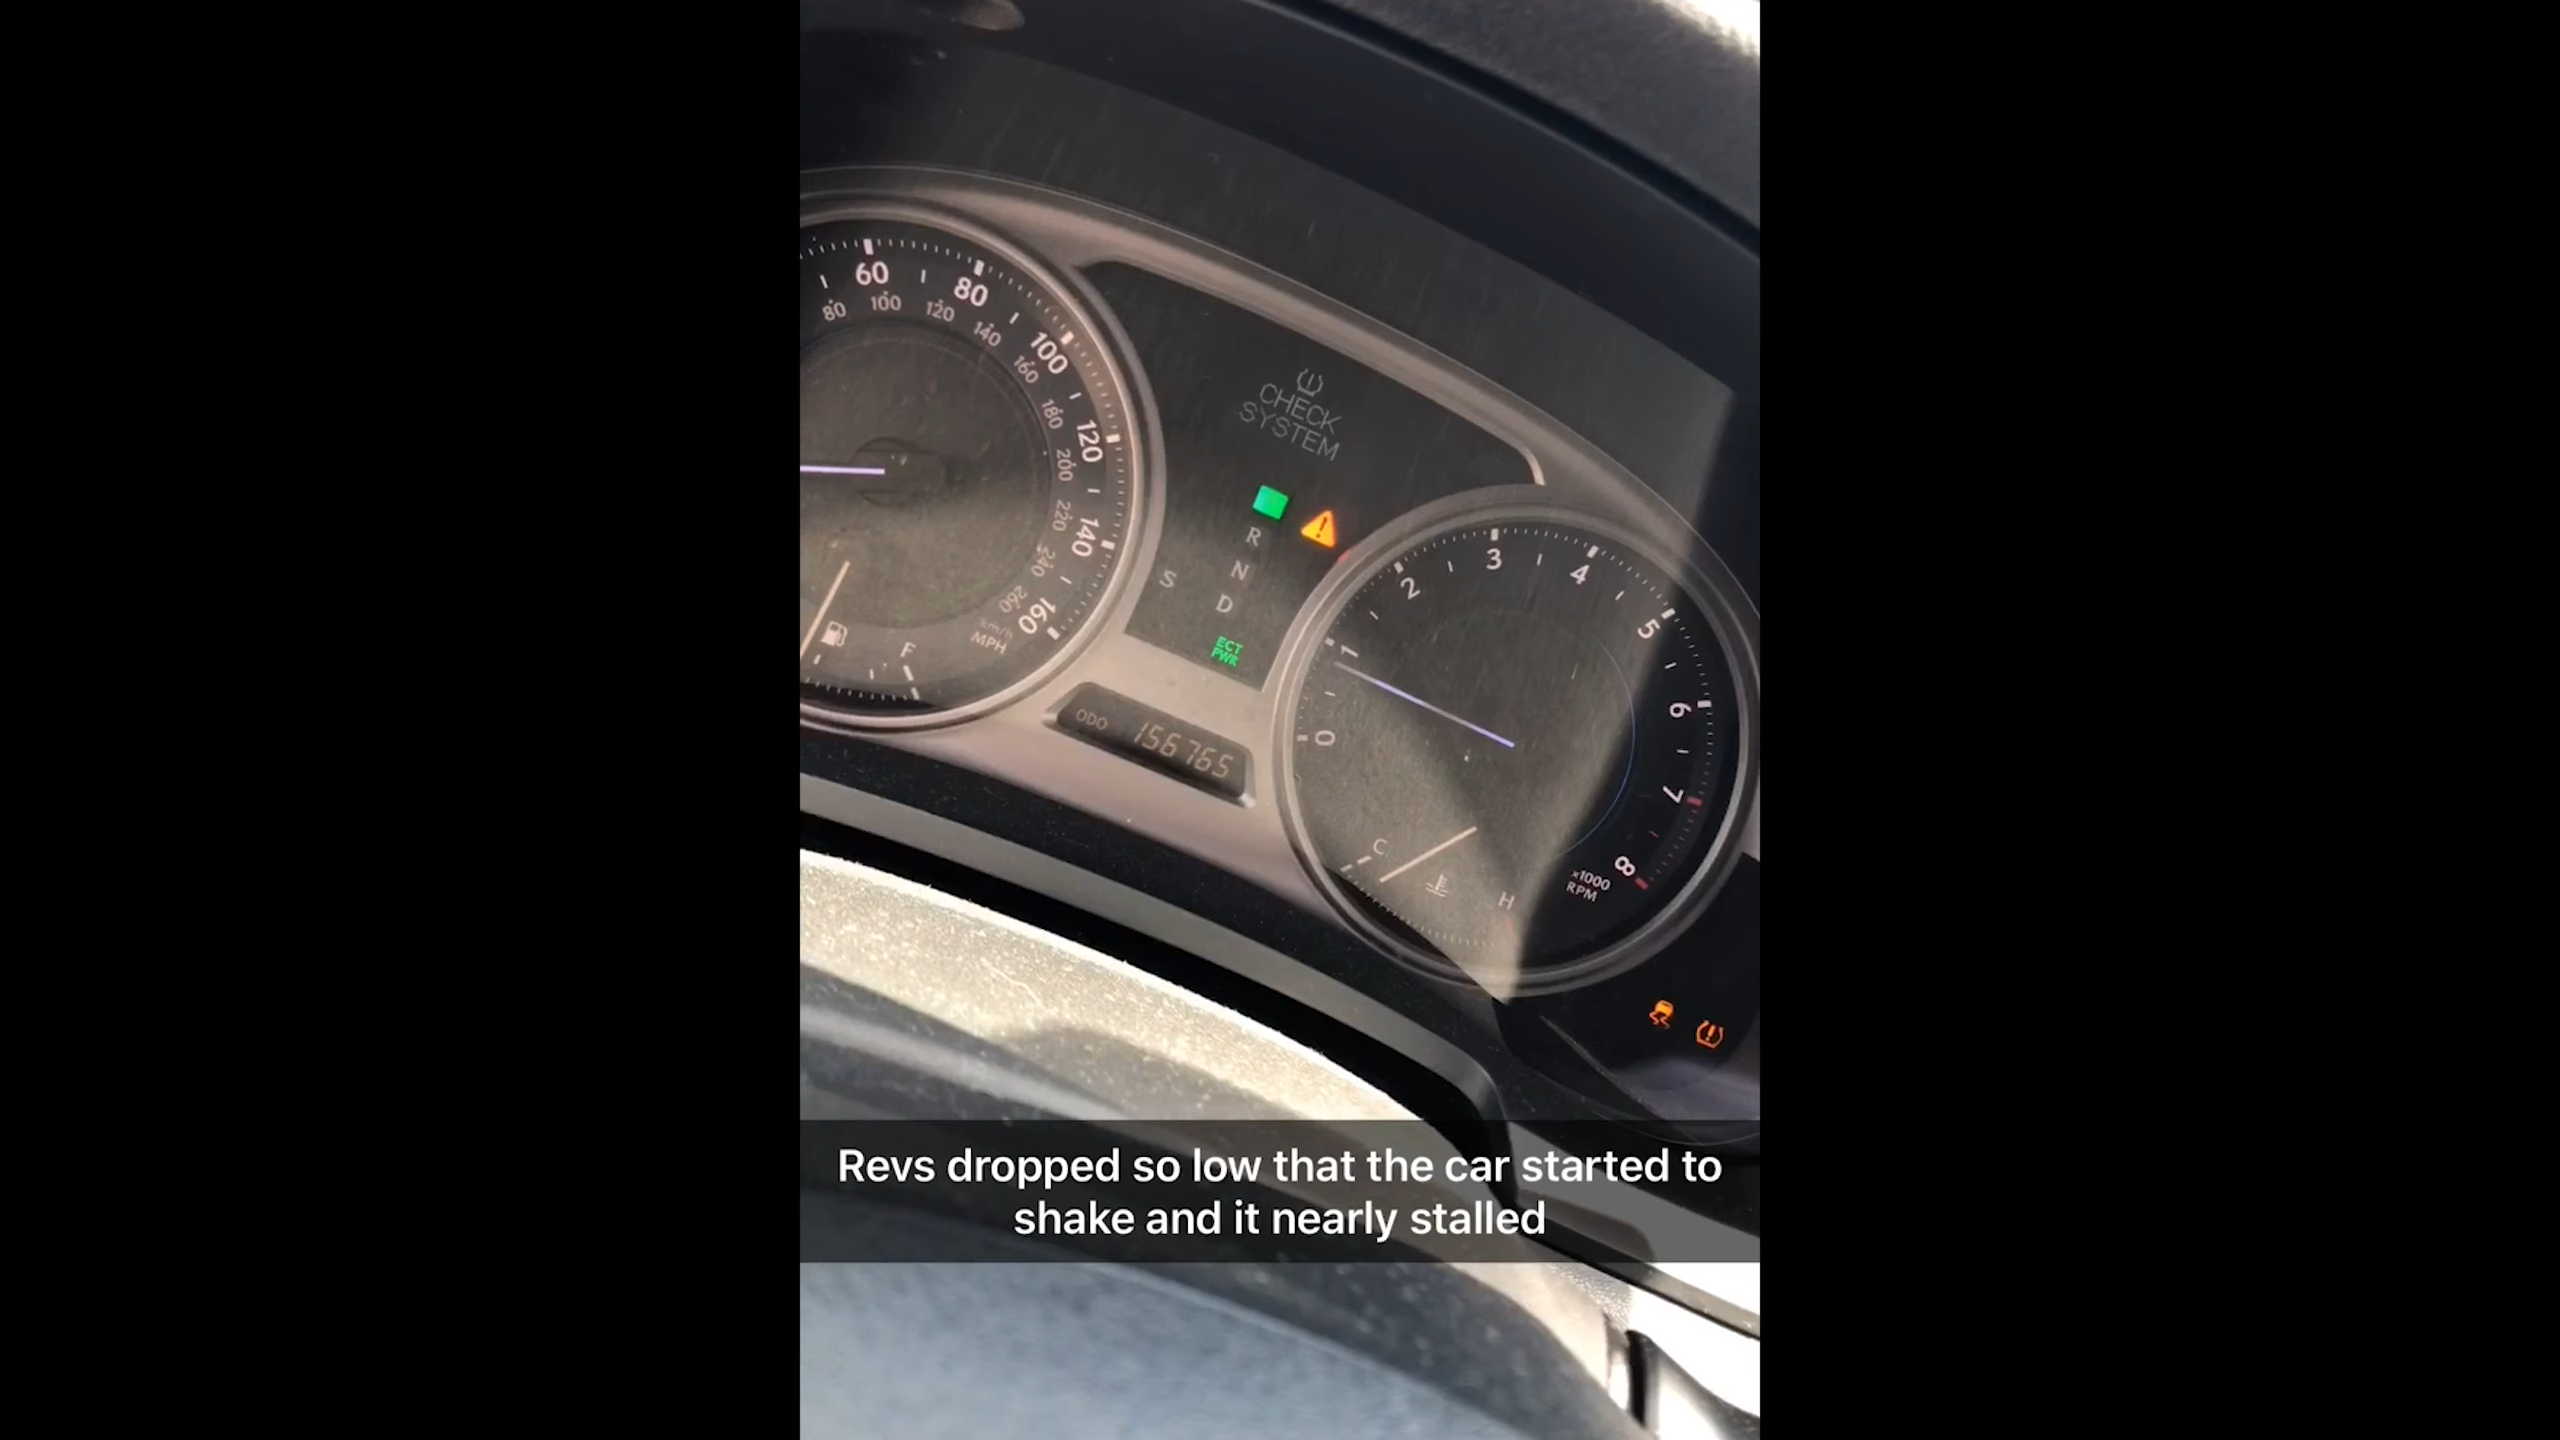 60
80
80
100
120
100
140
160
120
180
200
140
220
240
160
260
km/h
MPH
F
CHECK
SYSTEM
R
N
S
D
ECT
PWR
ODO 156765
0
1
2
3
4
5
6
7
8
x1000
RPM
C
H
Revs dropped so low that the car started to
shake and it nearly stalled